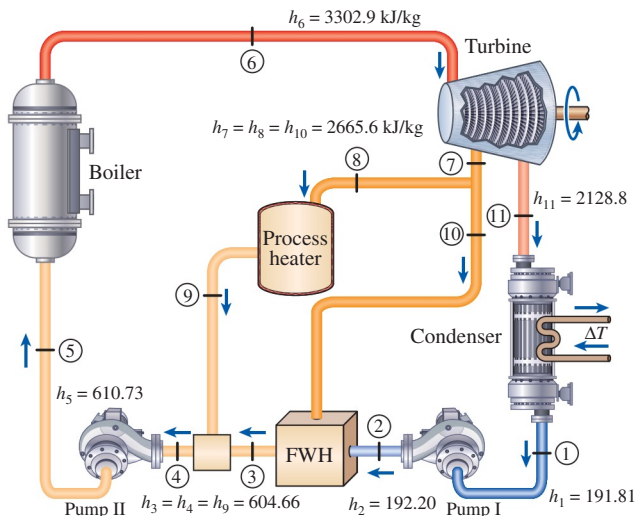 h₆ = 3302.9 kJ/kg
Turbine
6
h₇ = h₈ = h₁₀ = 2665.6 kJ/kg
7
8
Boiler
h₁₁ = 2128.8
11
10
Process
heater
9
Condenser
ΔT
5
h₅ = 610.73
FWH
2
1
4
3
h₃ = h₄ = h₉ = 604.66
h₂ = 192.20
h₁ = 191.81
Pump II
Pump I